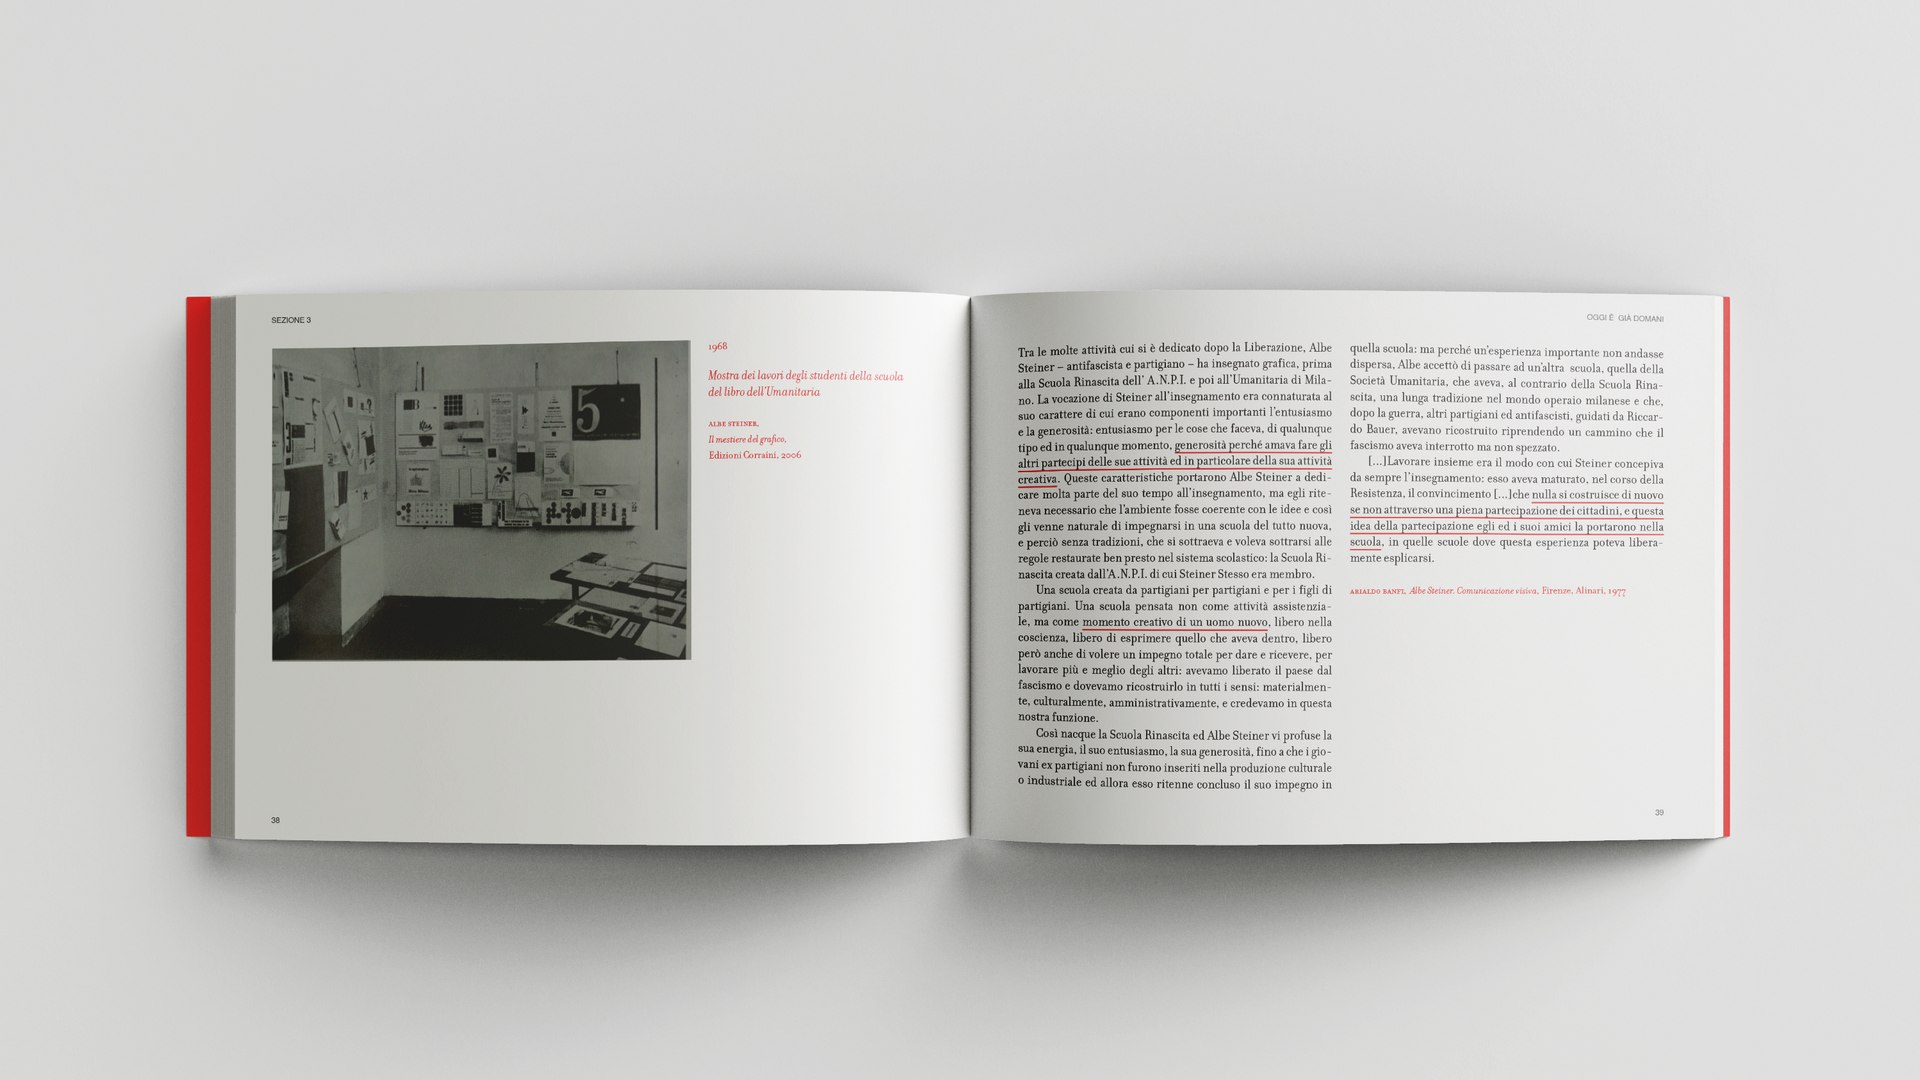 SEZIONE 3
1968
Mostra dei lavori degli studenti della scuola
del libro dell'Umanitaria
ALBE STEINER,
Il mestiere del grafico,
Edizioni Corraini, 2006
5
38
OGGI È GIÀ DOMANI
Tra le molte attività cui si è dedicato dopo la Liberazione, Albe
Steiner – antifascista e partigiano – ha insegnato grafica, prima
alla Scuola Rinascita dell' A.N.P.I. e poi all'Umanitaria di Mila-
no. La vocazione di Steiner all'insegnamento era connaturata al
suo carattere di cui erano componenti importanti l'entusiasmo
e la generosità: entusiasmo per le cose che faceva, di qualunque
tipo ed in qualunque momento, generosità perché amava fare gli
altri partecipi delle sue attività ed in particolare della sua attività
creativa. Queste caratteristiche portarono Albe Steiner a dedi-
care molta parte del suo tempo all'insegnamento, ma egli rite-
neva necessario che l'ambiente fosse coerente con le idee e così
gli venne naturale di impegnarsi in una scuola del tutto nuova,
e perciò senza tradizioni, che si sottraeva e voleva sottrarsi alle
regole restaurate ben presto nel sistema scolastico: la Scuola Ri-
nascita creata dall'A.N.P.I. di cui Steiner Stesso era membro.
Una scuola creata da partigiani per partigiani e per i figli di
partigiani. Una scuola pensata non come attività assistenzia-
le, ma come momento creativo di un uomo nuovo, libero nella
coscienza, libero di esprimere quello che aveva dentro, libero
però anche di volere un impegno totale per dare e ricevere, per
lavorare più e meglio degli altri: avevamo liberato il paese dal
fascismo e dovevamo ricostruirlo in tutti i sensi: materialmen-
te, culturalmente, amministrativamente, e credevamo in questa
nostra funzione.
Così nacque la Scuola Rinascita ed Albe Steiner vi profuse la
sua energia, il suo entusiasmo, la sua generosità, fino a che i gio-
vani ex partigiani non furono inseriti nella produzione culturale
o industriale ed allora esso ritenne concluso il suo impegno in
quella scuola: ma perché un'esperienza importante non andasse
dispersa, Albe accettò di passare ad un'altra scuola, quella della
Società Umanitaria, che aveva, al contrario della Scuola Rina-
scita, una lunga tradizione nel mondo operaio milanese e che,
dopo la guerra, altri partigiani ed antifascisti, guidati da Riccar-
do Bauer, avevano ricostruito riprendendo un cammino che il
fascismo aveva interrotto ma non spezzato.
[...]Lavorare insieme era il modo con cui Steiner concepiva
da sempre l'insegnamento: esso aveva maturato, nel corso della
Resistenza, il convincimento [...]che nulla si costruisce di nuovo
se non attraverso una piena partecipazione dei cittadini, e questa
idea della partecipazione egli ed i suoi amici la portarono nella
scuola, in quelle scuole dove questa esperienza poteva libera-
mente esplicarsi.
ARIALDO BANFI, Albe Steiner. Comunicazione visiva, Firenze, Alinari, 1977
39